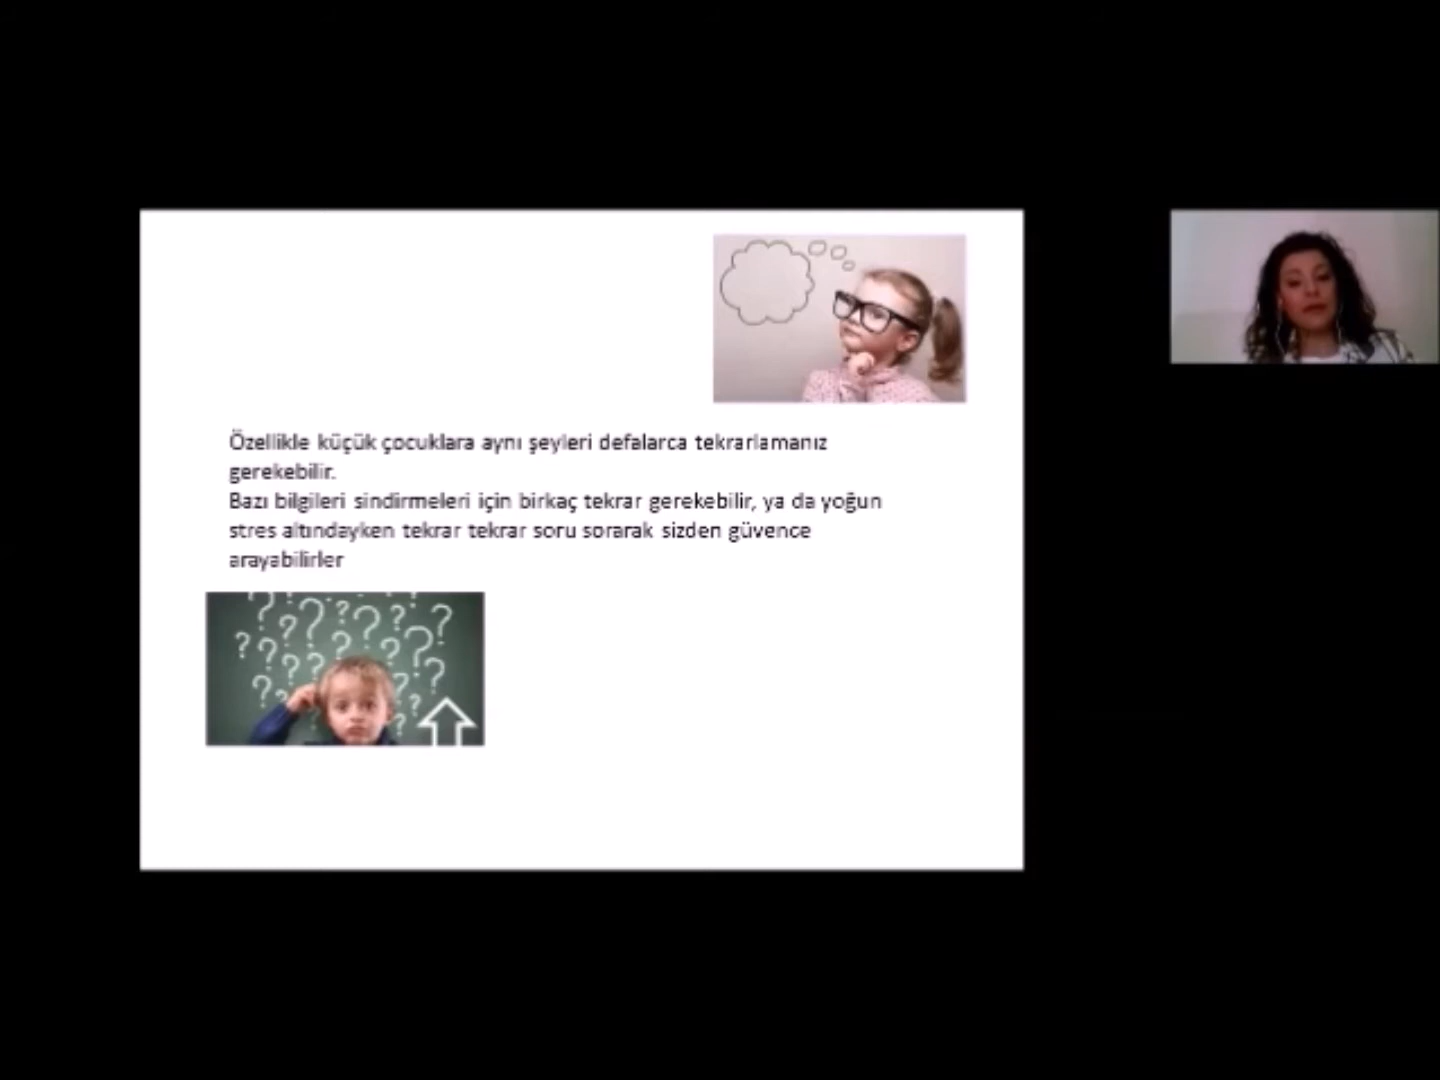 Özellikle küçük çocuklara aynı şeyleri defalarca tekrarlamanız
gerekebilir.
Bazı bilgileri sindirmeleri için birkaç tekrar gerekebilir, ya da yoğun
stres altındayken tekrar tekrar soru sorarak sizden güvence
arayabilirler